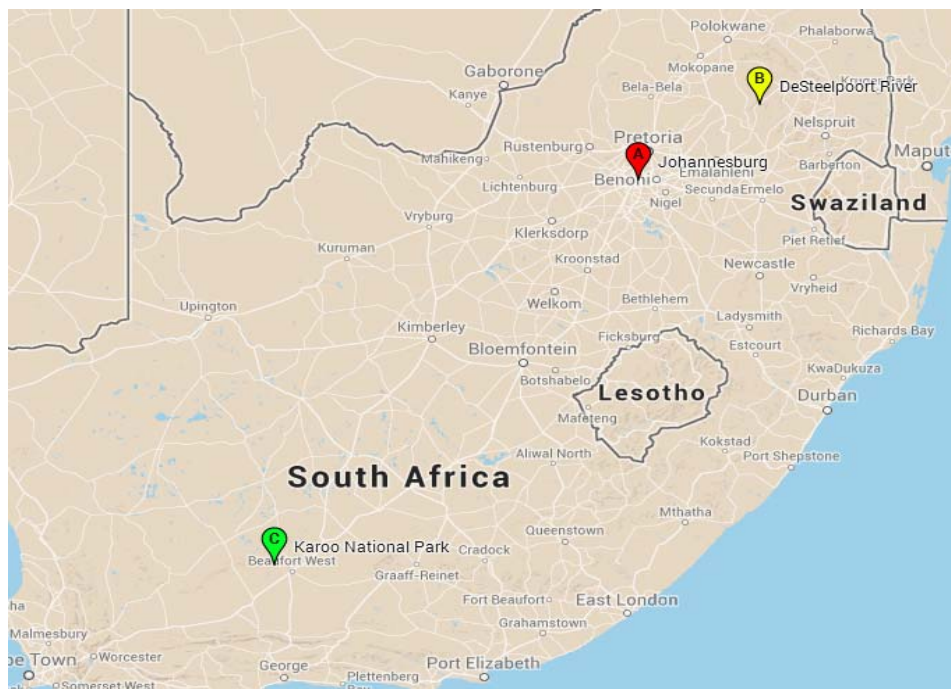 Polokwane
Phalaborwa
Mokopane
Gaborone
B
Kruger Park
DeSteelpoort River
Bela-Bela
Kanye
Nelspruit
Pretoria
Rustenburg
A
Johannesburg
Mahikeng
Barberton
Maput
Benoni
Emalahleni
Lichtenburg
Secunda
Ermelo
Nigel
Swaziland
Vryburg
Klerksdorp
Piet Retief
Kuruman
Kroonstad
Newcastle
Vryheid
Upington
Welkom
Bethlehem
Ladysmith
Kimberley
Ficksburg
Richards Bay
Bloemfontein
Estcourt
Botshabelo
KwaDukuza
Lesotho
Durban
Mafeteng
Kokstad
Aliwal North
Port Shepstone
South Africa
Mthatha
C
Karoo National Park
Queenstown
Beaufort West
Cradock
Graaff-Reinet
Fort Beaufort
East London
ha
Grahamstown
Malmesbury
pe Town
Worcester
George
Port Elizabeth
Plettenberg
Bay
Somerset West